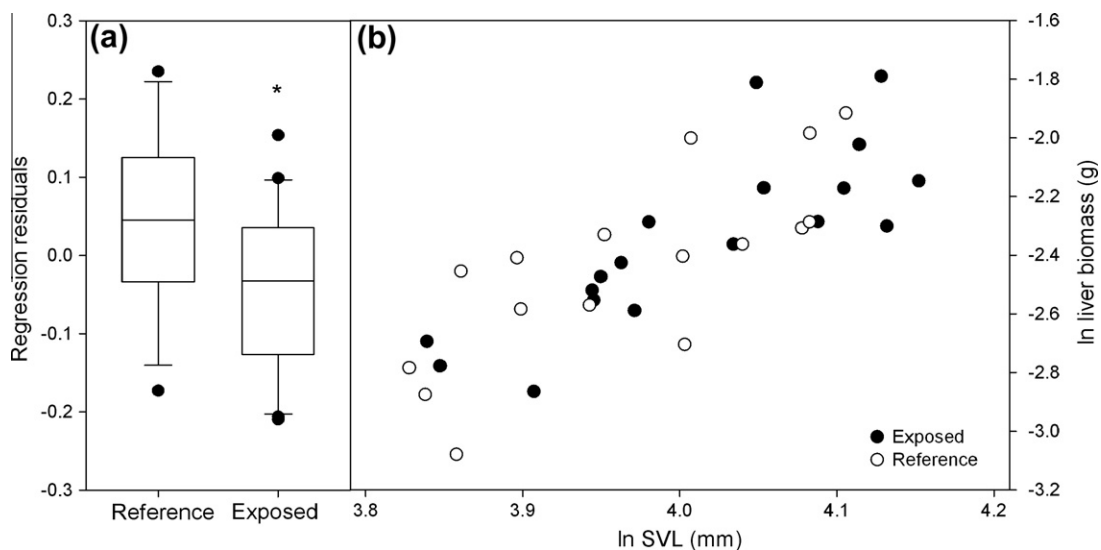 (a)
(b)
Regression residuals
0.3
0.2
0.1
0.0
-0.1
-0.2
-0.3
*
Reference
Exposed
-1.6
-1.8
-2.0
-2.2
-2.4
-2.6
-2.8
-3.0
-3.2
ln liver biomass (g)
Exposed
Reference
3.8
3.9
4.0
4.1
4.2
ln SVL (mm)